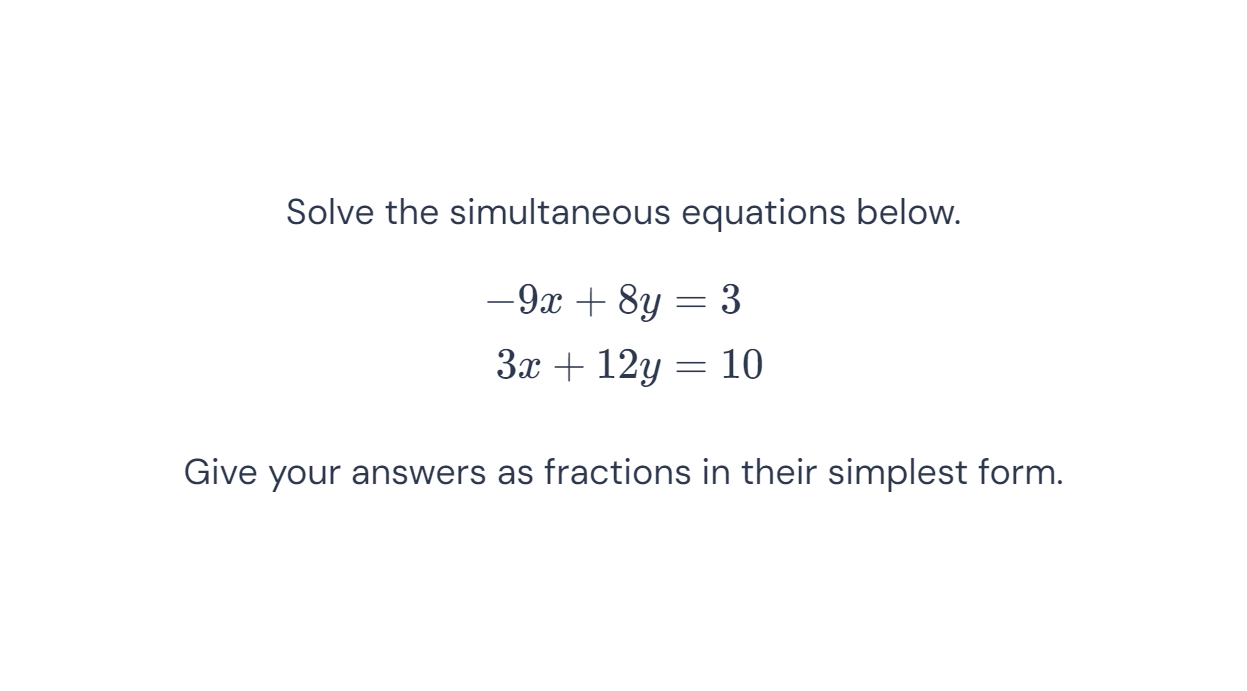 Solve the simultaneous equations below.
−9x + 8y = 3
3x + 12y = 10
Give your answers as fractions in their simplest form.